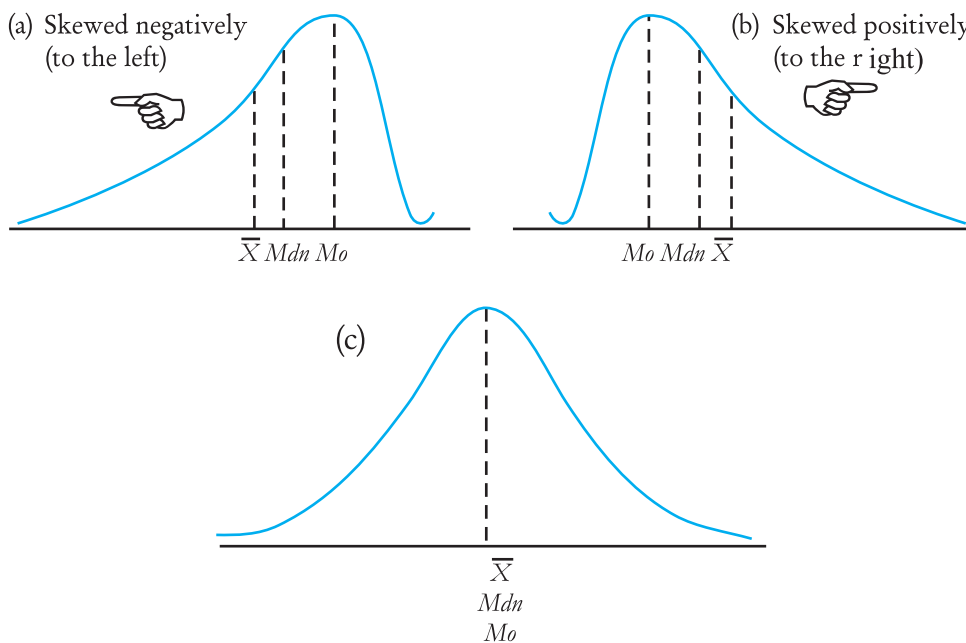 (a) Skewed negatively
(to the left)
X̅ Mdn Mo
(b) Skewed positively
(to the r ight)
Mo Mdn X̅
(c)
X̅
Mdn
Mo